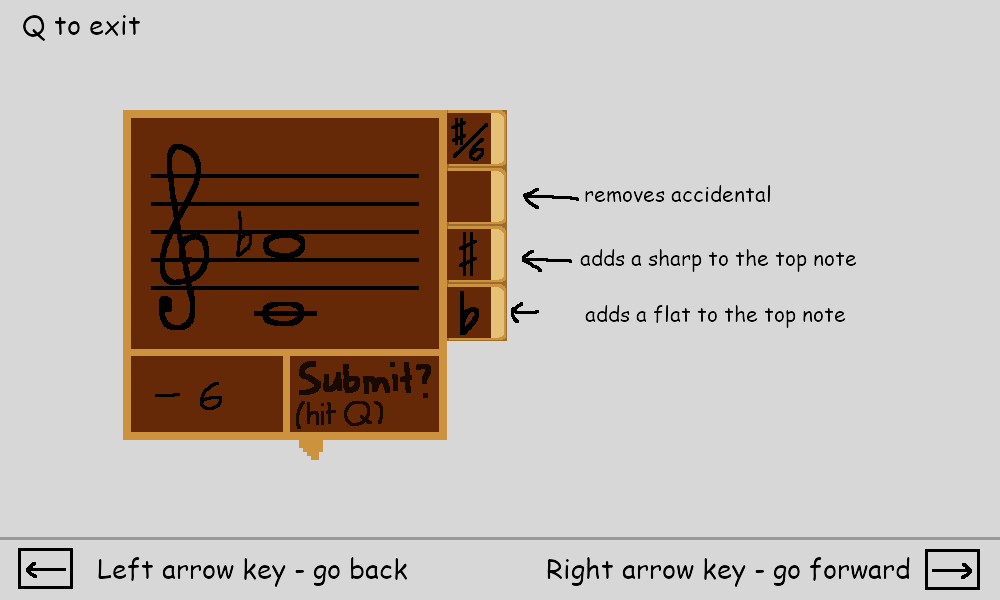 Q to exit
#/b
removes accidental
#
adds a sharp to the top note
b
adds a flat to the top note
- 6
Submit?
(hit Q)
Left arrow key - go back
Right arrow key - go forward